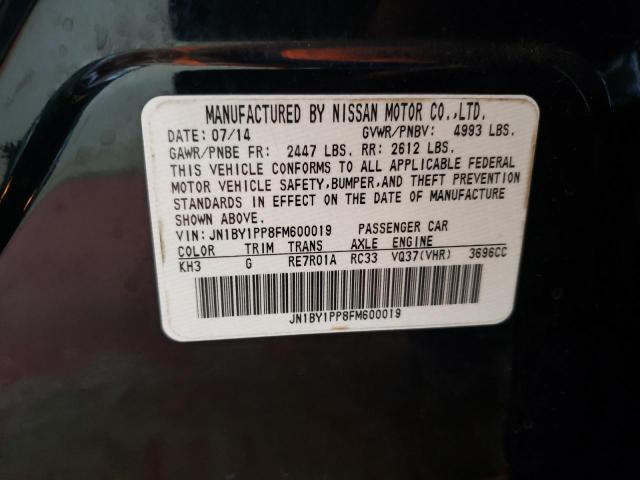 MANUFACTURED BY NISSAN MOTOR CO.,LTD.
DATE: 07/14 GVWR/PNBV: 4993 LBS.
GAWR/PNBE FR: 2447 LBS. RR: 2612 LBS.
THIS VEHICLE CONFORMS TO ALL APPLICABLE FEDERAL
MOTOR VEHICLE SAFETY,BUMPER,AND THEFT PREVENTION
STANDARDS IN EFFECT ON THE DATE OF MANUFACTURE
SHOWN ABOVE.
VIN: JN1BY1PP8FM600019 PASSENGER CAR
COLOR TRIM TRANS AXLE ENGINE
KH3 G RE7R01A RC33 VQ37(VHR) 3696CC
JN1BY1PP8FM600019